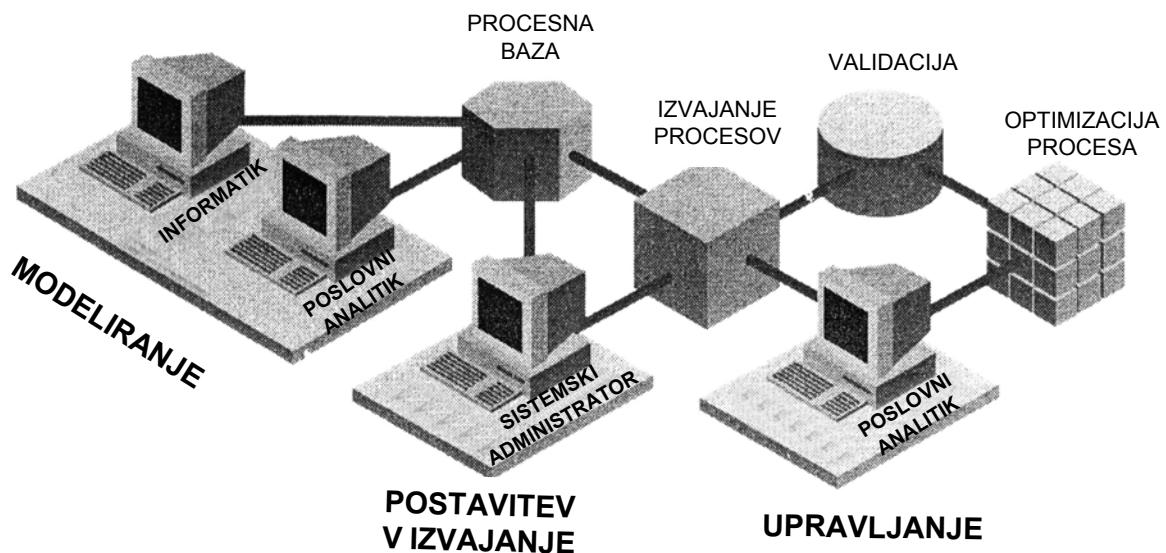 PROCESNA
BAZA
VALIDACIJA
IZVAJANJE
PROCESOV
OPTIMIZACIJA
PROCESA
INFORMATIK
POSLOVNI
ANALITIK
MODELIRANJE
SISTEMSKI
ADMINISTRATOR
POSLOVNI
ANALITIK
POSTAVITEV
V IZVAJANJE
UPRAVLJANJE